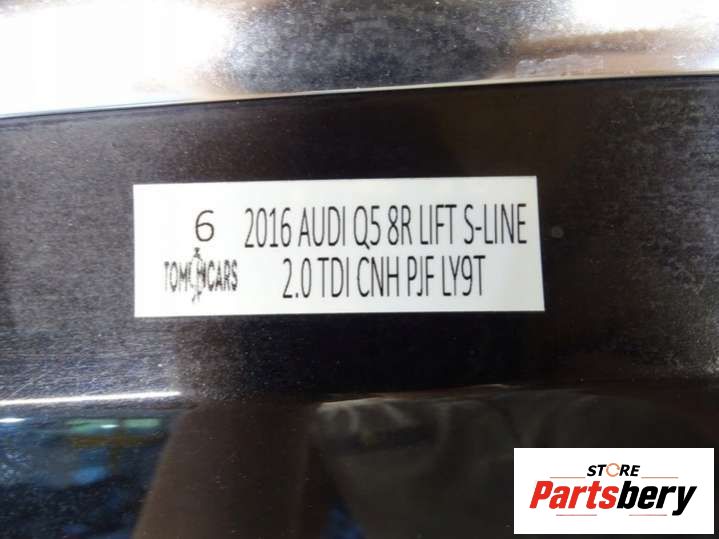 6 2016 AUDI Q5 8R LIFT S-LINE
2.0 TDI CNH PJF LY9T
STORE
Partsbery